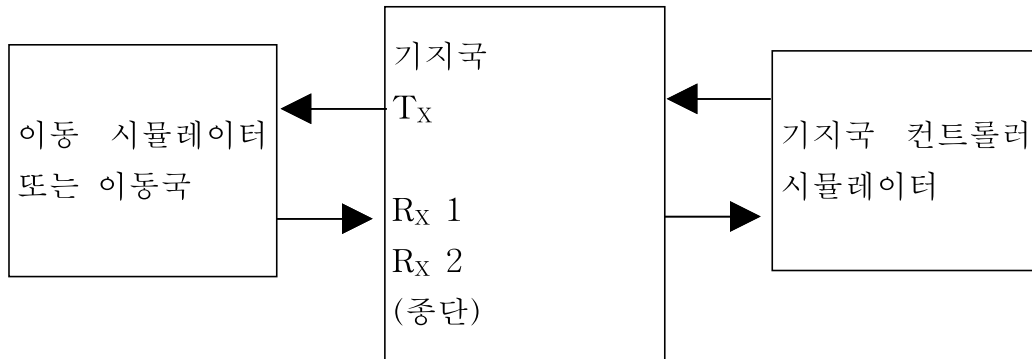 이동 시뮬레이터
또는 이동국
기지국
Tx
Rx 1
Rx 2
(종단)
기지국 컨트롤러
시뮬레이터